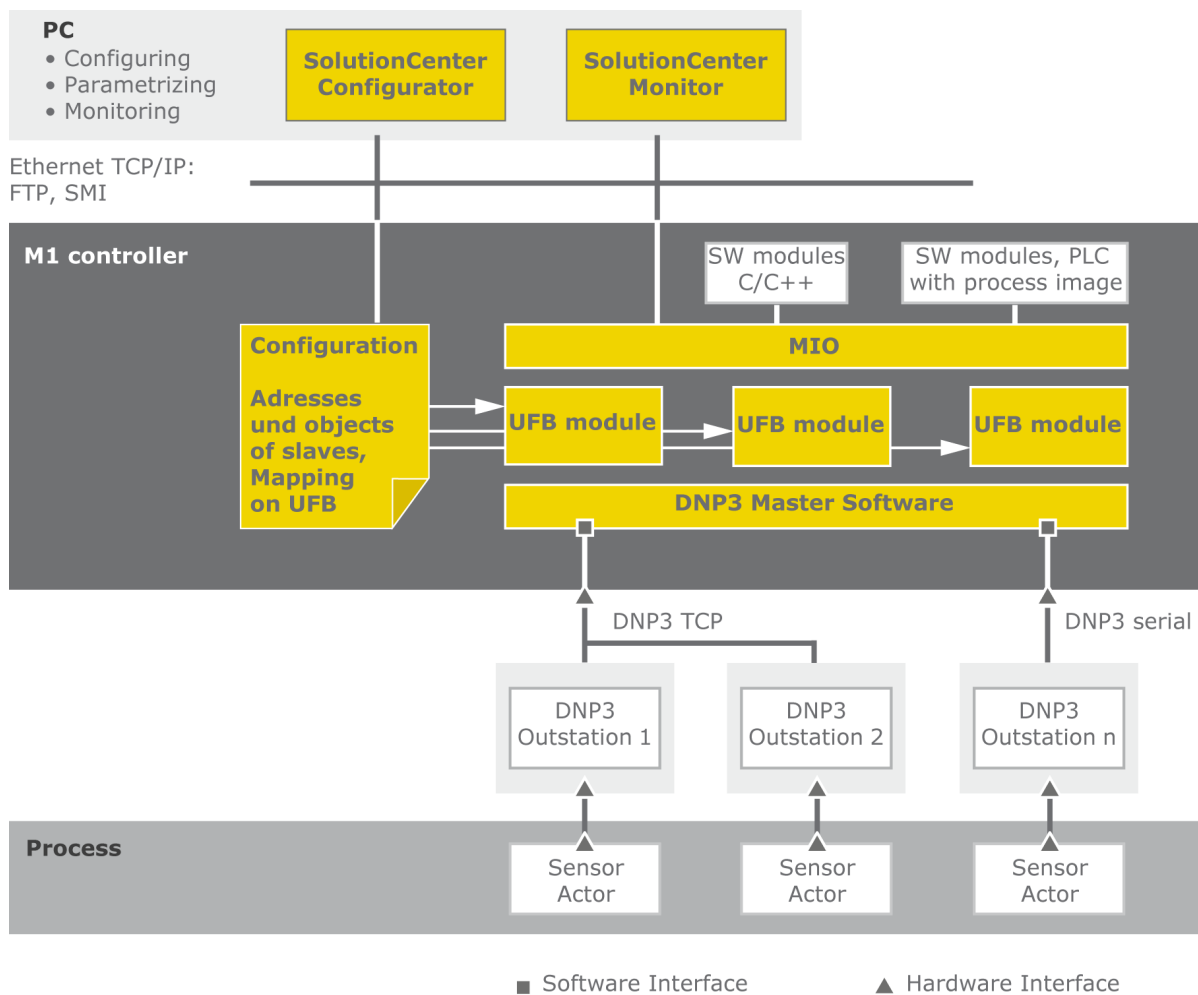 PC
• Configuring
• Parametrizing
• Monitoring
SolutionCenter
Configurator
SolutionCenter
Monitor
Ethernet TCP/IP:
FTP, SMI
M1 controller
SW modules
C/C++
SW modules, PLC
with process image
Configuration
Adresses
und objects
of slaves,
Mapping
on UFB
MIO
UFB module
UFB module
UFB module
DNP3 Master Software
DNP3 TCP
DNP3 serial
DNP3
Outstation 1
DNP3
Outstation 2
DNP3
Outstation n
Process
Sensor
Actor
Sensor
Actor
Sensor
Actor
Software Interface
Hardware Interface